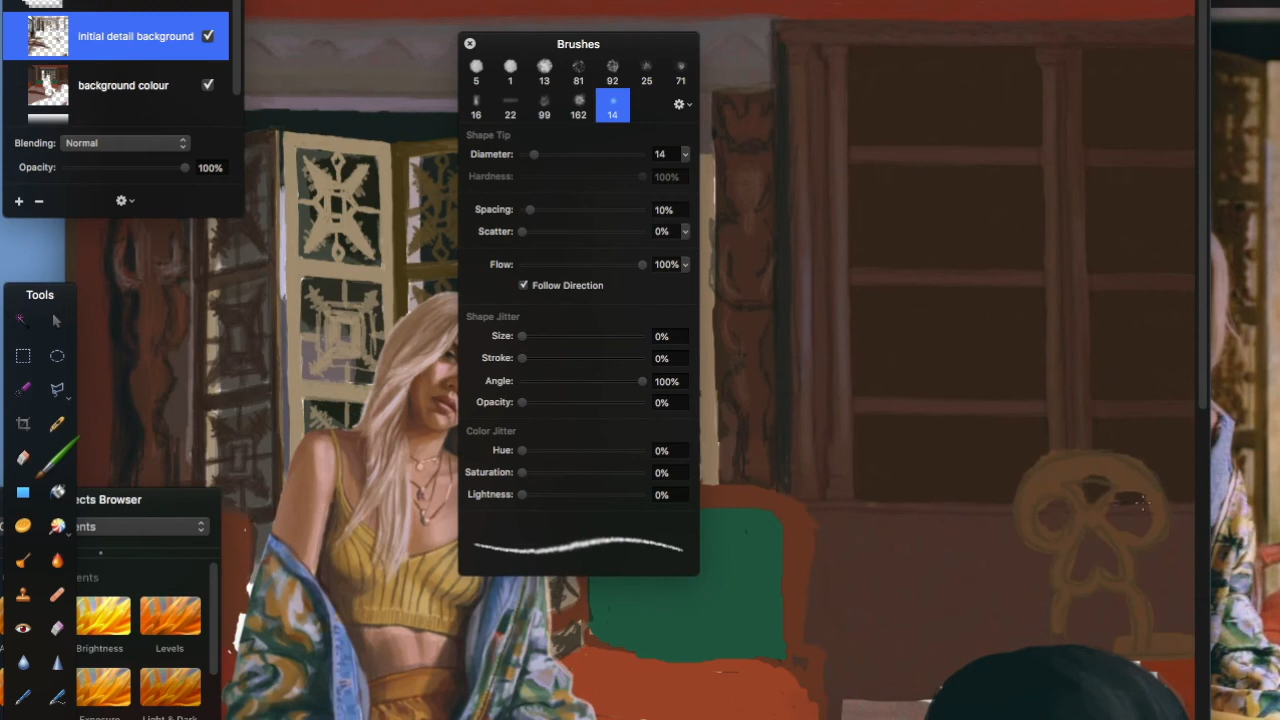 initial detail background
background colour
Blending: Normal
Opacity: 100%
Tools
ects Browser
ents
ents
Brightness
Levels
Exposure
Light & Dark
Brushes
5 1 13 81 92 25 71
16 22 99 162 14
Shape Tip
Diameter: 14
Hardness: 100%
Spacing: 10%
Scatter: 0%
Flow: 100%
Follow Direction
Shape Jitter
Size: 0%
Stroke: 0%
Angle: 100%
Opacity: 0%
Color Jitter
Hue: 0%
Saturation: 0%
Lightness: 0%